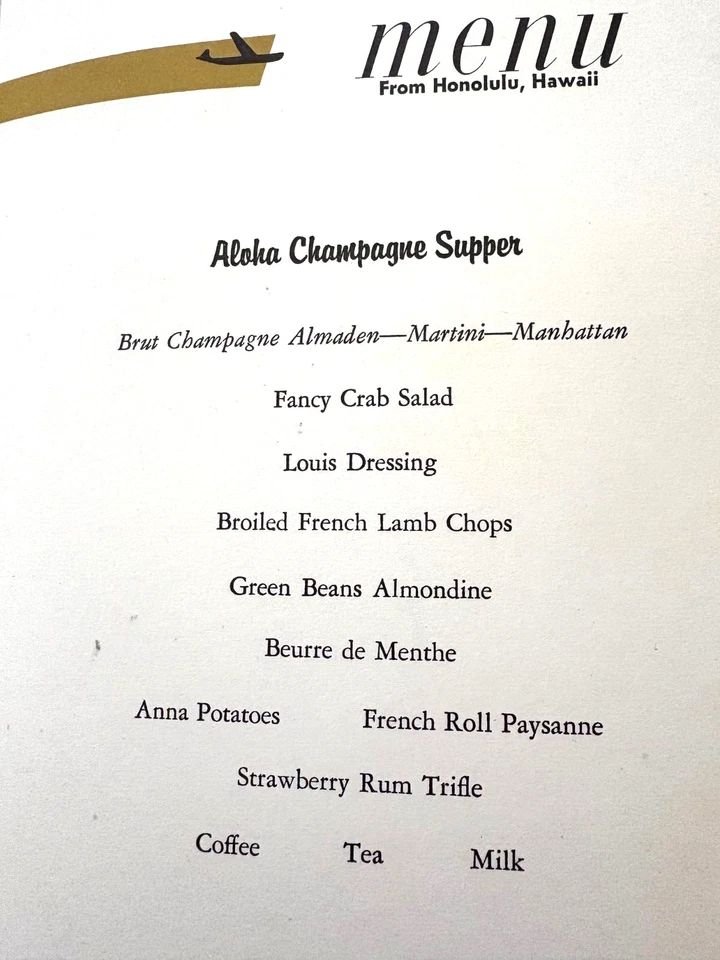 menu
From Honolulu, Hawaii
Aloha Champagne Supper
Brut Champagne Almaden—Martini—Manhattan
Fancy Crab Salad
Louis Dressing
Broiled French Lamb Chops
Green Beans Almondine
Beurre de Menthe
Anna Potatoes French Roll Paysanne
Strawberry Rum Trifle
Coffee Tea Milk